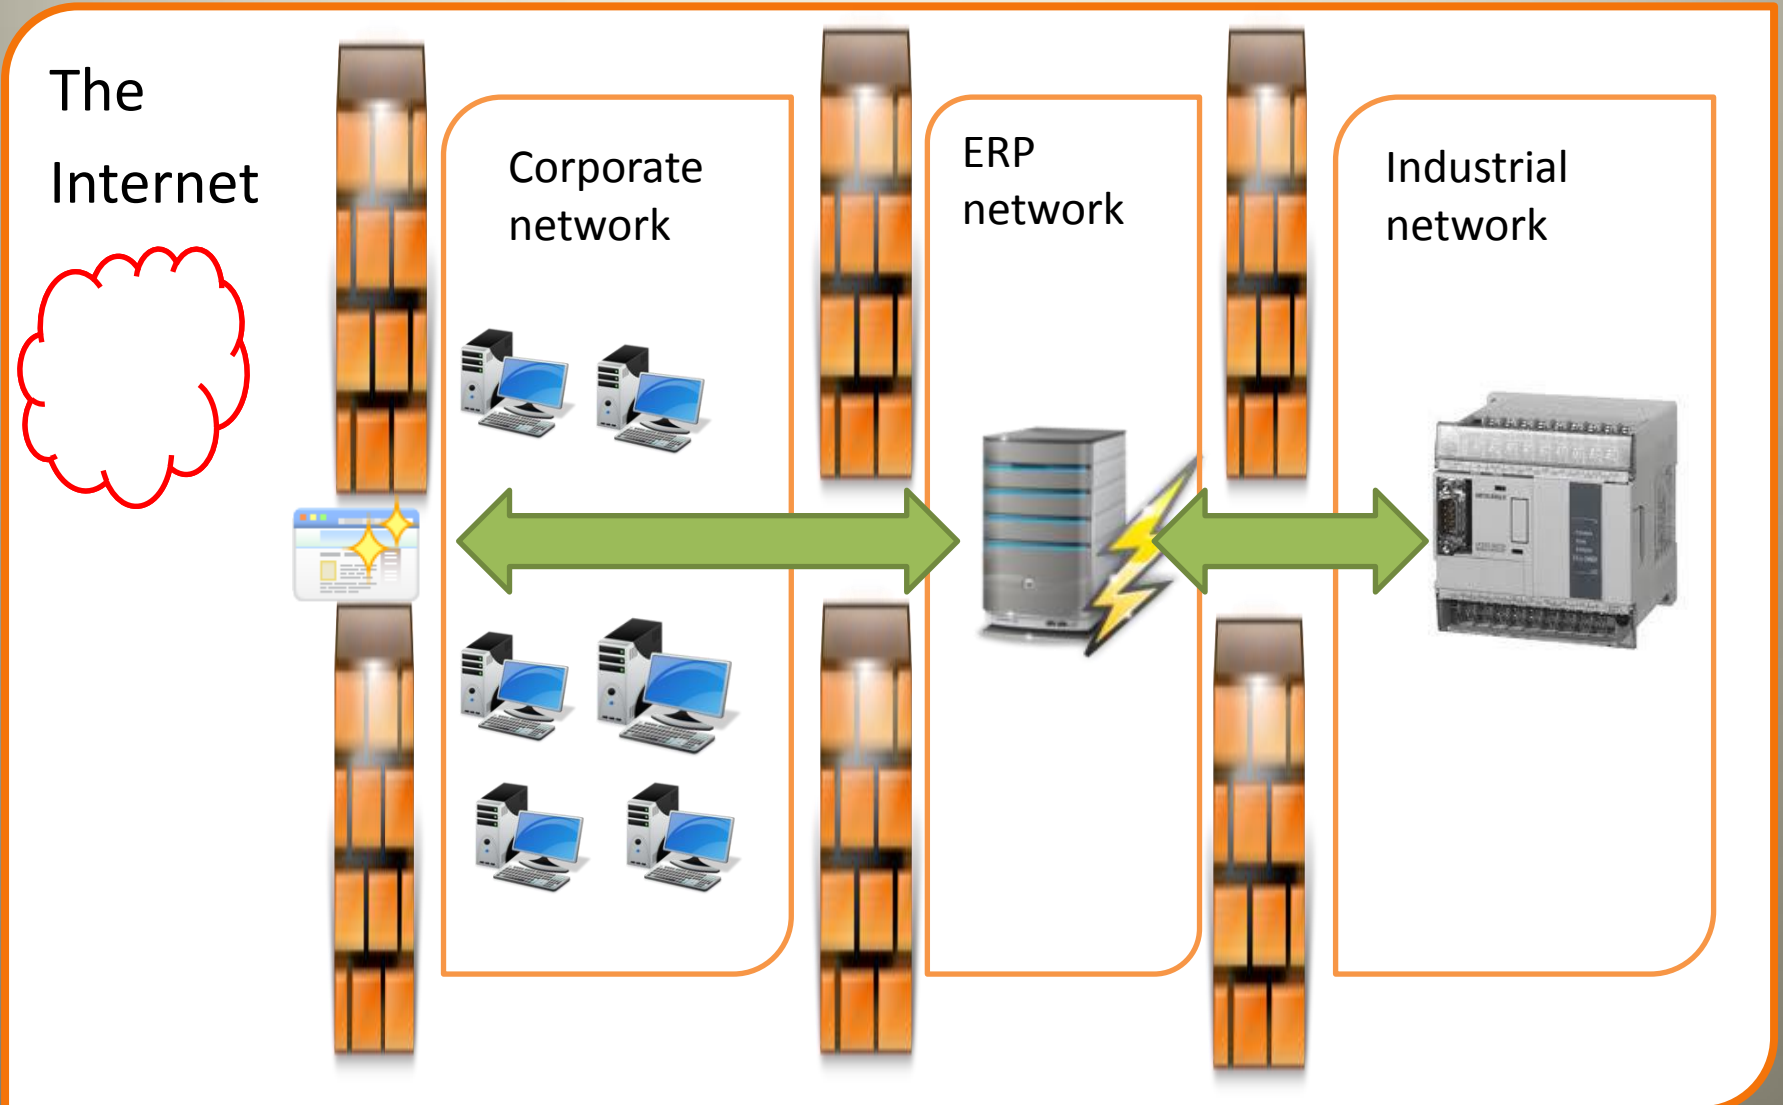 The
Internet
Corporate
network
ERP
network
Industrial
network